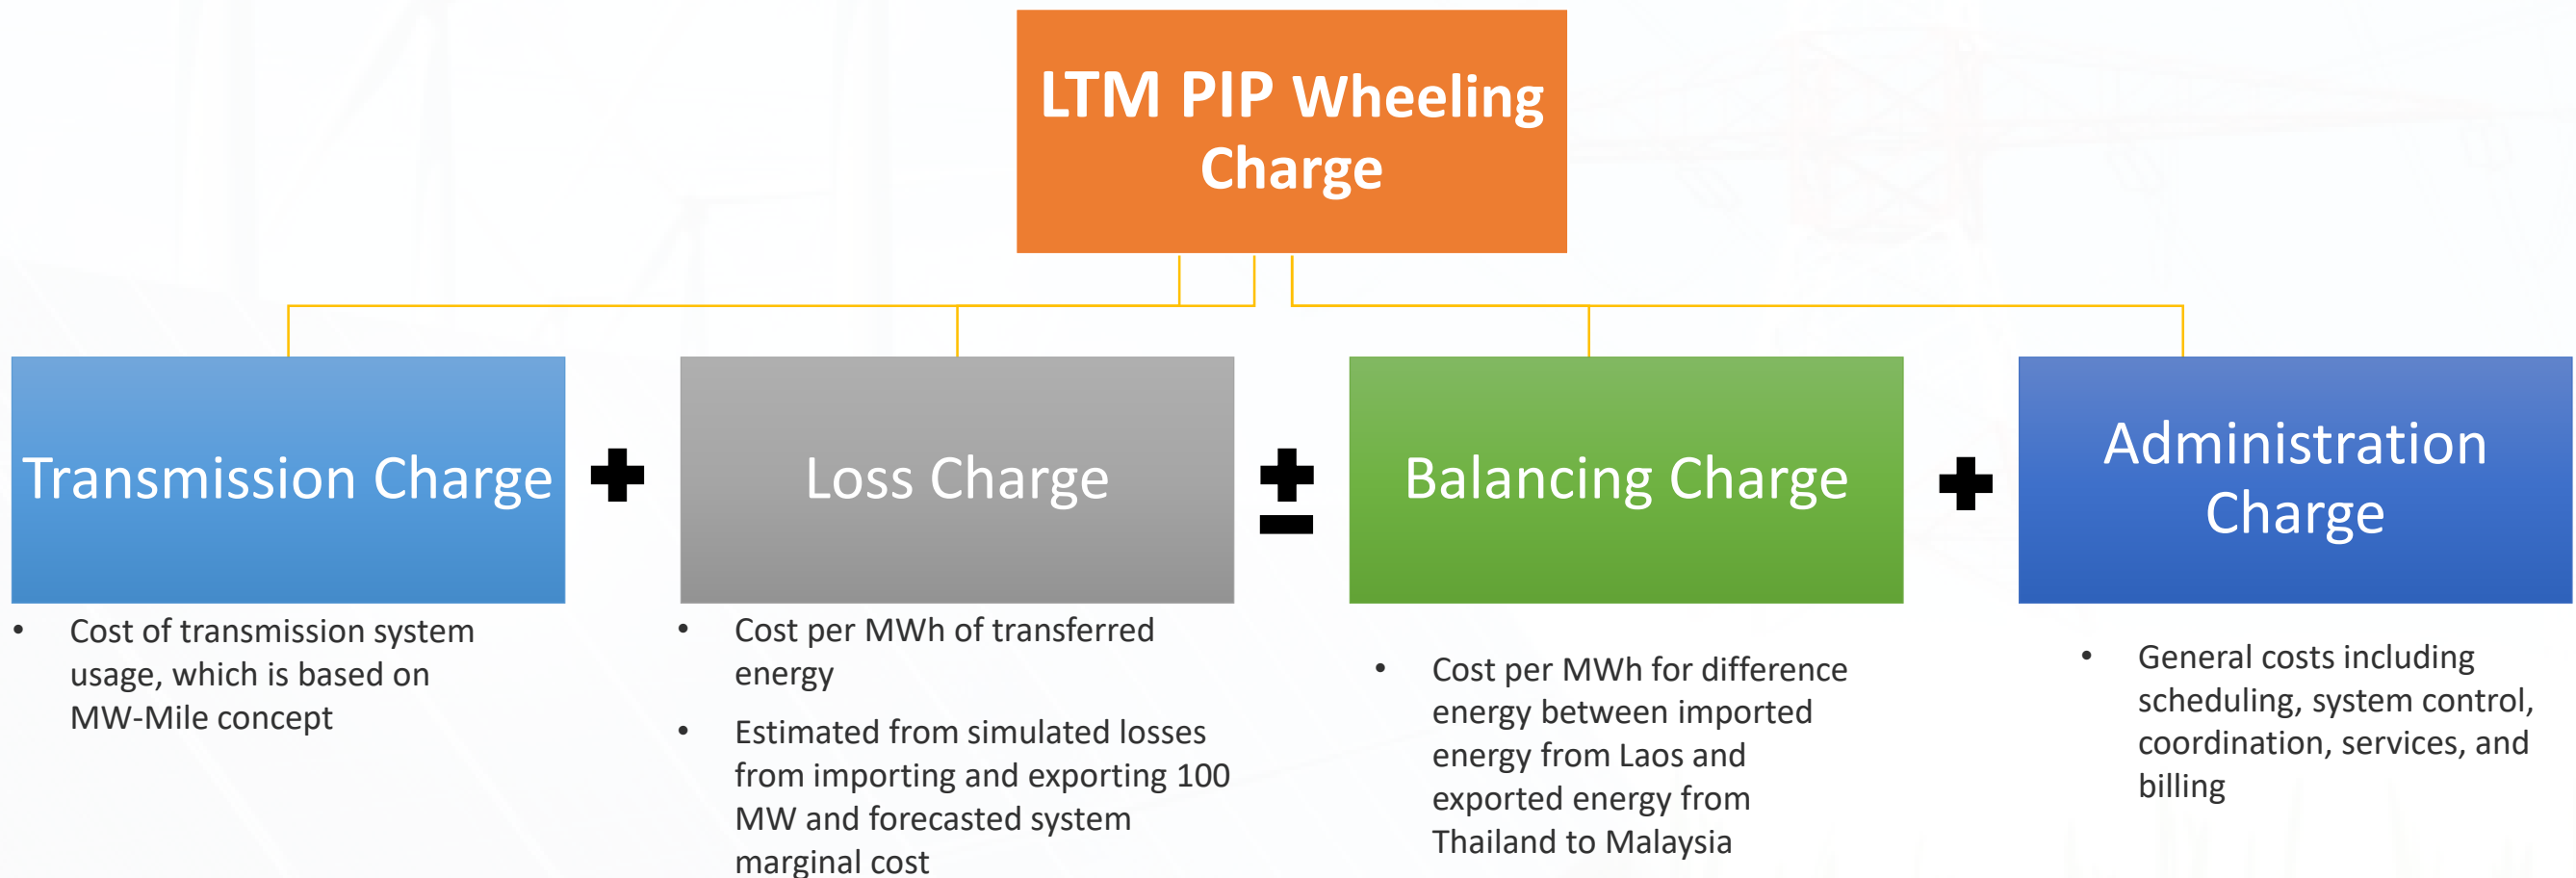 LTM PIP Wheeling
Charge
Transmission Charge
+
Loss Charge
±
Balancing Charge
+
Administration
Charge
• Cost of transmission system
usage, which is based on
MW-Mile concept
• Cost per MWh of transferred
energy
• Estimated from simulated losses
from importing and exporting 100
MW and forecasted system
marginal cost
• Cost per MWh for difference
energy between imported
energy from Laos and
exported energy from
Thailand to Malaysia
• General costs including
scheduling, system control,
coordination, services, and
billing